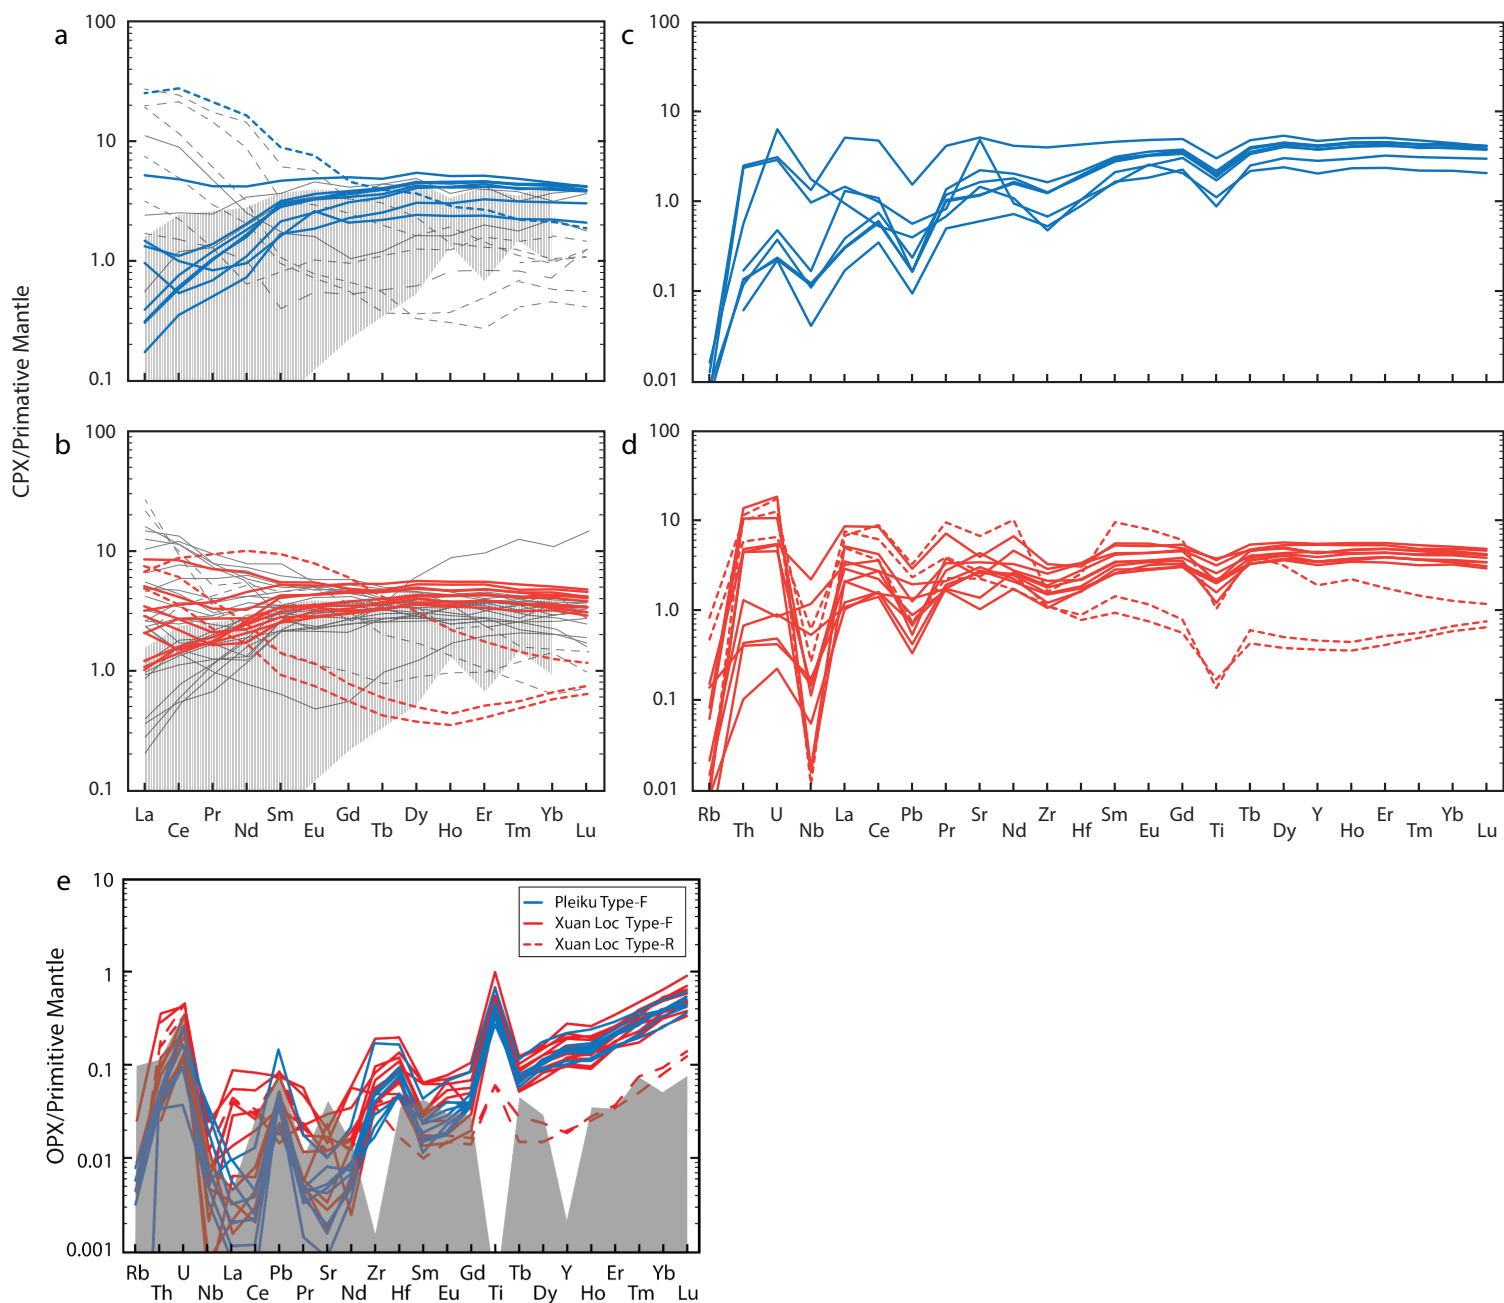 a
100
10
1.0
0.1
c
100
10
1.0
0.1
0.01
CPX/Primative Mantle
b
100
10
1.0
0.1
La Ce Pr Nd Sm Eu Gd Tb Dy Ho Er Tm Yb Lu
d
100
10
1.0
0.1
0.01
Rb Th U Nb La Ce Pb Pr Sr Nd Zr Hf Sm Eu Gd Ti Tb Dy Y Ho Er Tm Yb Lu
e
10
1
0.1
0.01
0.001
OPX/Primitive Mantle
Pleiku Type-F
Xuan Loc Type-F
Xuan Loc Type-R
Rb Th U Nb La Ce Pb Pr Sr Nd Zr Hf Sm Eu Gd Ti Tb Dy Y Ho Er Tm Yb Lu